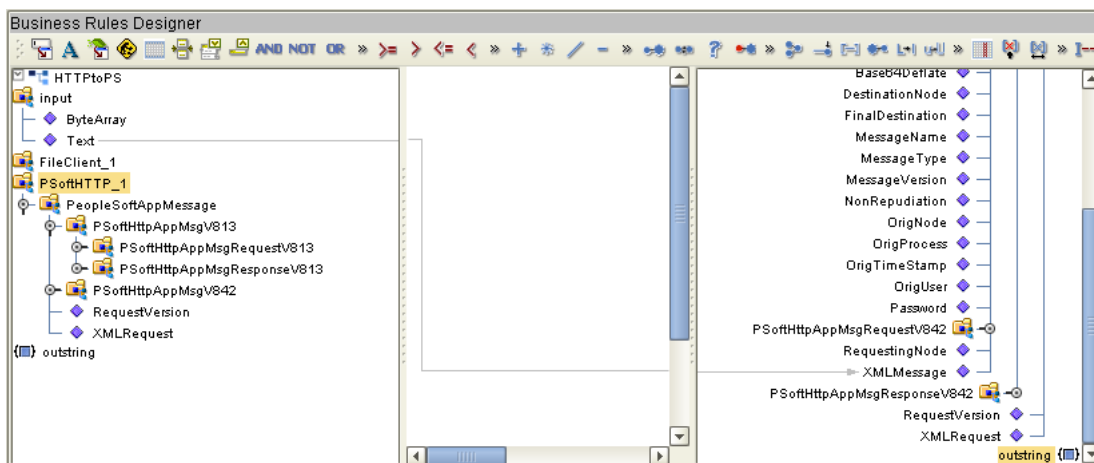 Business Rules Designer
A AND NOT OR » >= > <= < » + * / - » ? » » »
HTTPtoPS
input
ByteArray
Text
FileClient_1
PSoftHTTP_1
PeopleSoftAppMessage
PSoftHttpAppMsgV813
PSoftHttpAppMsgRequestV813
PSoftHttpAppMsgResponseV813
PSoftHttpAppMsgV842
RequestVersion
XMLRequest
{} outstring
Base64Deflate
DestinationNode
FinalDestination
MessageName
MessageType
MessageVersion
NonRepudiation
OrigNode
OrigProcess
OrigTimeStamp
OrigUser
Password
PSoftHttpAppMsgRequestV842
RequestingNode
XMLMessage
PSoftHttpAppMsgResponseV842
RequestVersion
XMLRequest
outstring {}